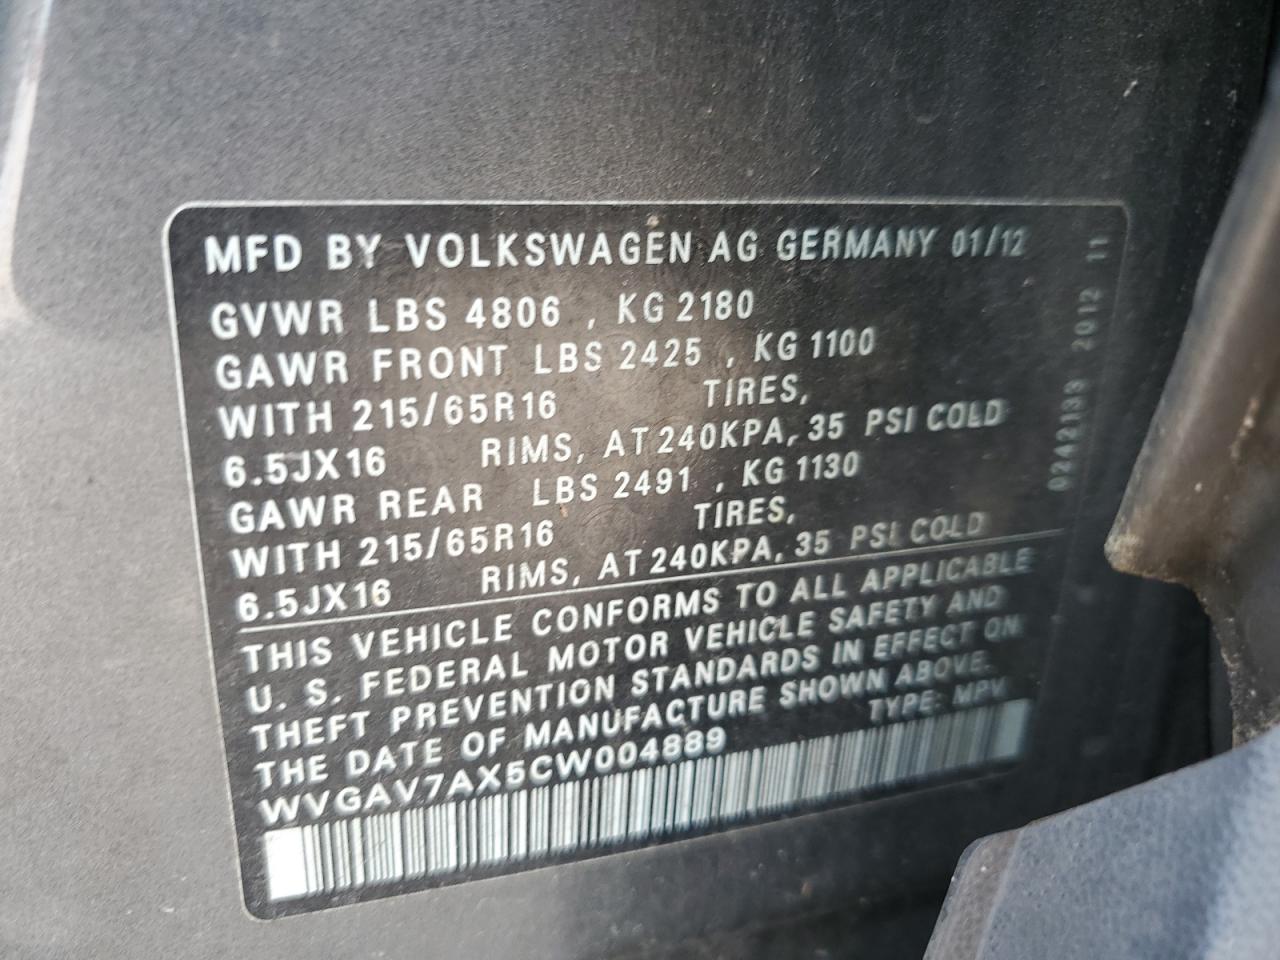 MFD BY VOLKSWAGEN AG GERMANY 01/12
GVWR LBS 4806 , KG 2180
GAWR FRONT LBS 2425 , KG 1100
WITH 215/65R16 TIRES,
6.5JX16 RIMS, AT 240KPA, 35 PSI COLD
GAWR REAR LBS 2491 , KG 1130
WITH 215/65R16 TIRES,
6.5JX16 RIMS, AT 240KPA, 35 PSI COLD
THIS VEHICLE CONFORMS TO ALL APPLICABLE
U. S. FEDERAL MOTOR VEHICLE SAFETY AND
THEFT PREVENTION STANDARDS IN EFFECT ON
THE DATE OF MANUFACTURE SHOWN ABOVE.
WVGAV7AX5CW004889 TYPE: MPV
0242139 2012 11